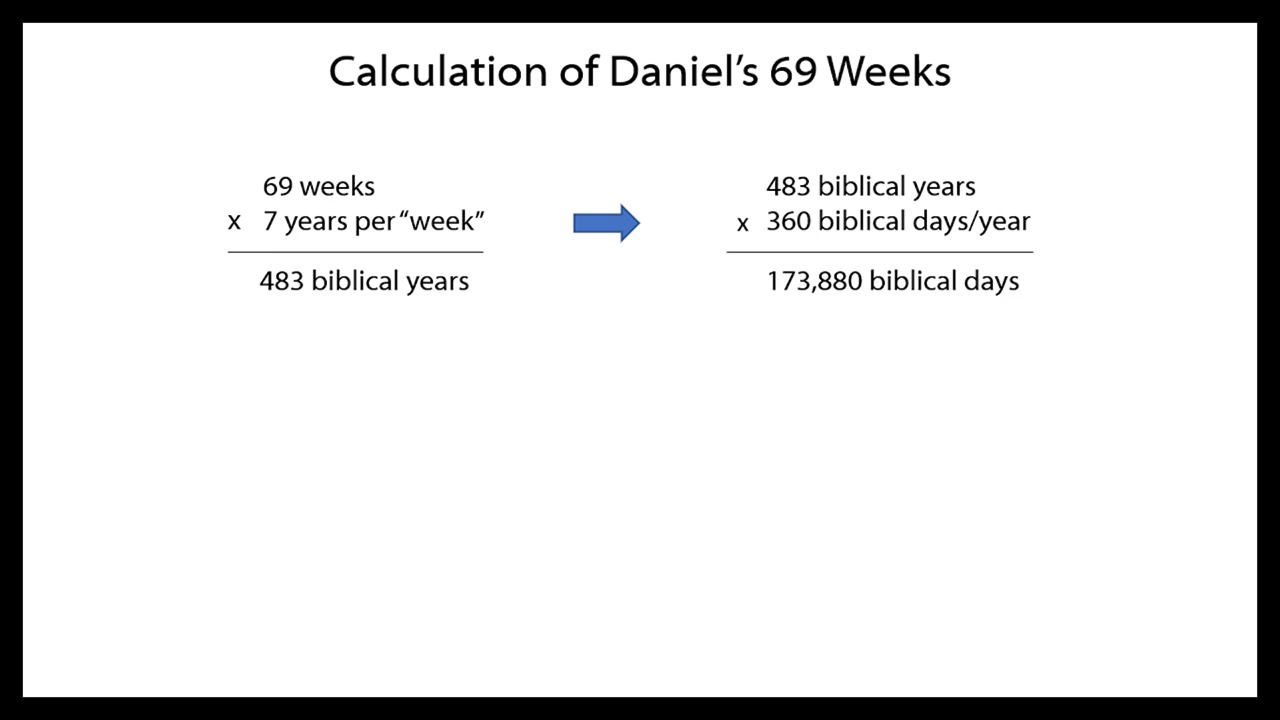 Calculation of Daniel’s 69 Weeks
69 weeks
x 7 years per “week”
483 biblical years
483 biblical years
x 360 biblical days/year
173,880 biblical days